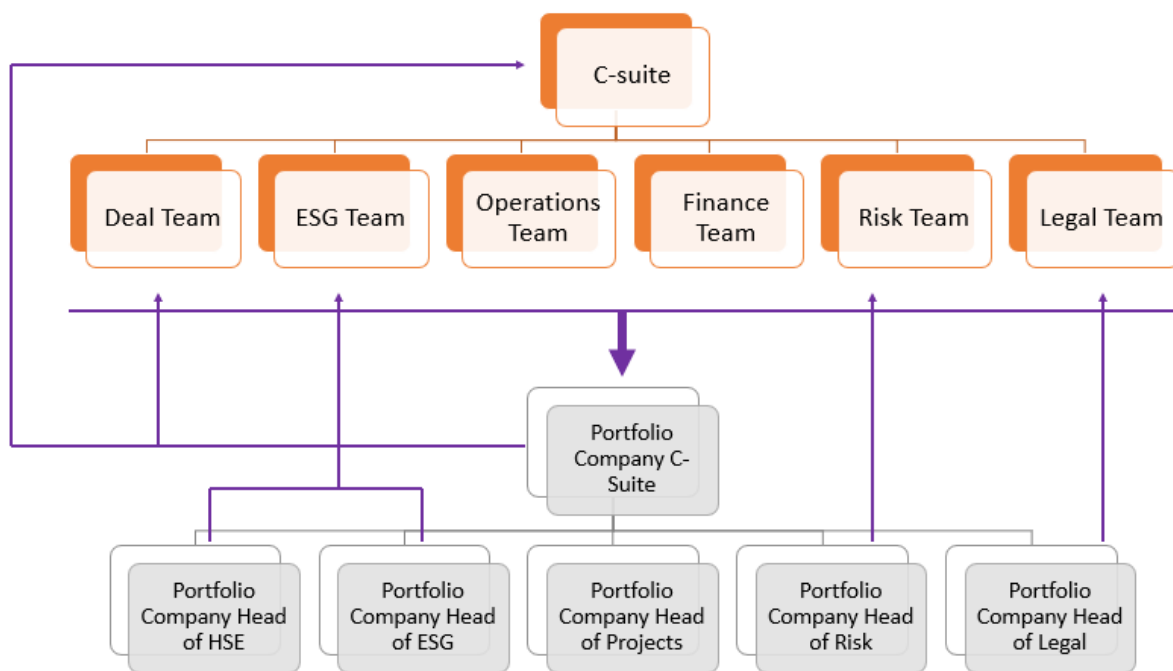 C-suite
Deal Team
ESG Team
Operations
Team
Finance
Team
Risk Team
Legal Team
Portfolio
Company C-
Suite
Portfolio
Company Head
of HSE
Portfolio
Company Head
of ESG
Portfolio
Company Head
of Projects
Portfolio
Company Head
of Risk
Portfolio
Company Head
of Legal